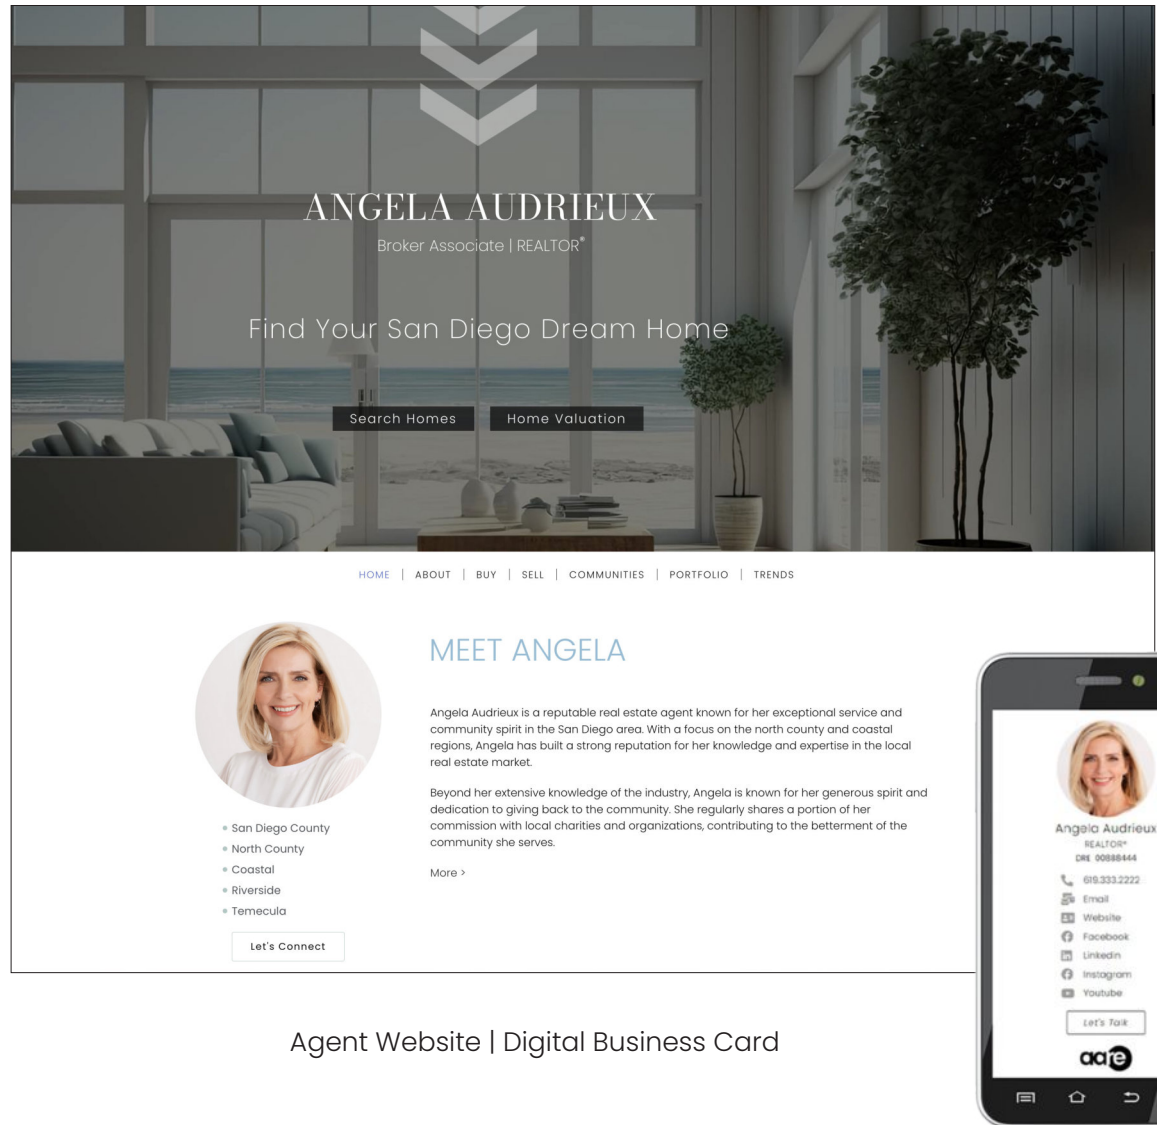 ANGELA AUDRIEUX
Broker Associate | REALTOR®
Find Your San Diego Dream Home
Search Homes
Home Valuation
HOME | ABOUT | BUY | SELL | COMMUNITIES | PORTFOLIO | TRENDS
MEET ANGELA
Angela Audrieux is a reputable real estate agent known for her exceptional service and
community spirit in the San Diego area. With a focus on the north county and coastal
regions, Angela has built a strong reputation for her knowledge and expertise in the local
real estate market.
Beyond her extensive knowledge of the industry, Angela is known for her generous spirit and
dedication to giving back to the community. She regularly shares a portion of her
commission with local charities and organizations, contributing to the betterment of the
community she serves.
More >
San Diego County
North County
Coastal
Riverside
Temecula
Let's Connect
Angela Audrieux
REALTOR®
DRE 00888444
619.333.2222
Email
Website
Facebook
Linkedin
Instagram
Youtube
Let's Talk
aare
Agent Website | Digital Business Card